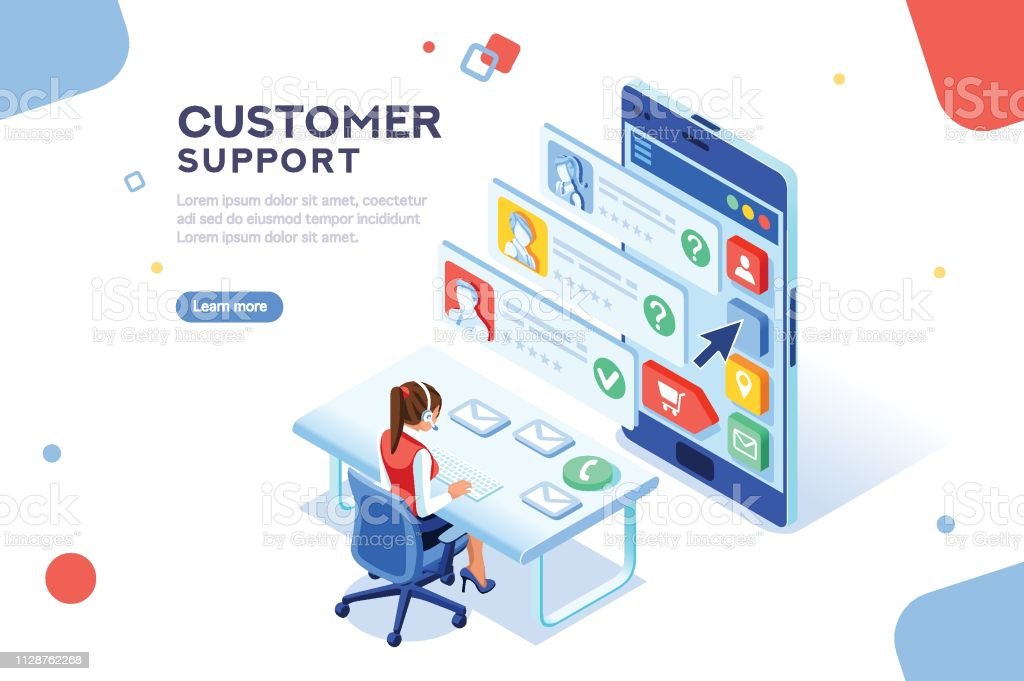 CUSTOMER
SUPPORT
Lorem ipsum dolor sit amet, coectetur
adi sed do eiusmod tempor incididunt
Lorem ipsum dolor sit amet.
Learn more
iStock
by Getty Images™
1128762268